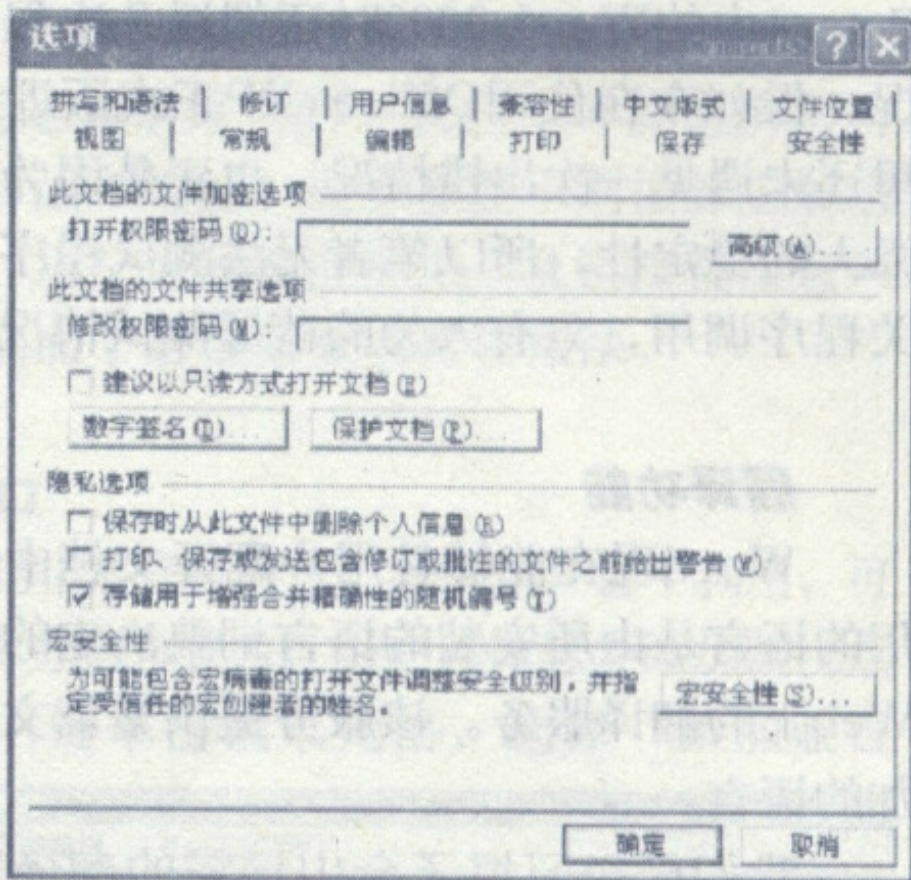 选项
拼写和语法 修订 用户信息 兼容性 中文版式 文件位置
视图 常规 编辑 打印 保存 安全性
此文档的文件加密选项
打开权限密码(O):
高级(A)...
此文档的文件共享选项
修改权限密码(M):
建议以只读方式打开文档(E)
数字签名(D)... 保护文档(P)...
隐私选项
保存时从此文件中删除个人信息(R)
打印、保存或发送包含修订或批注的文件之前给出警告(W)
存储用于增强合并精确性的随机编号(T)
宏安全性
为可能包含宏病毒的打开文件调整安全级别，并指
定受信任的宏创建者的姓名。
宏安全性(S)...
确定 取消